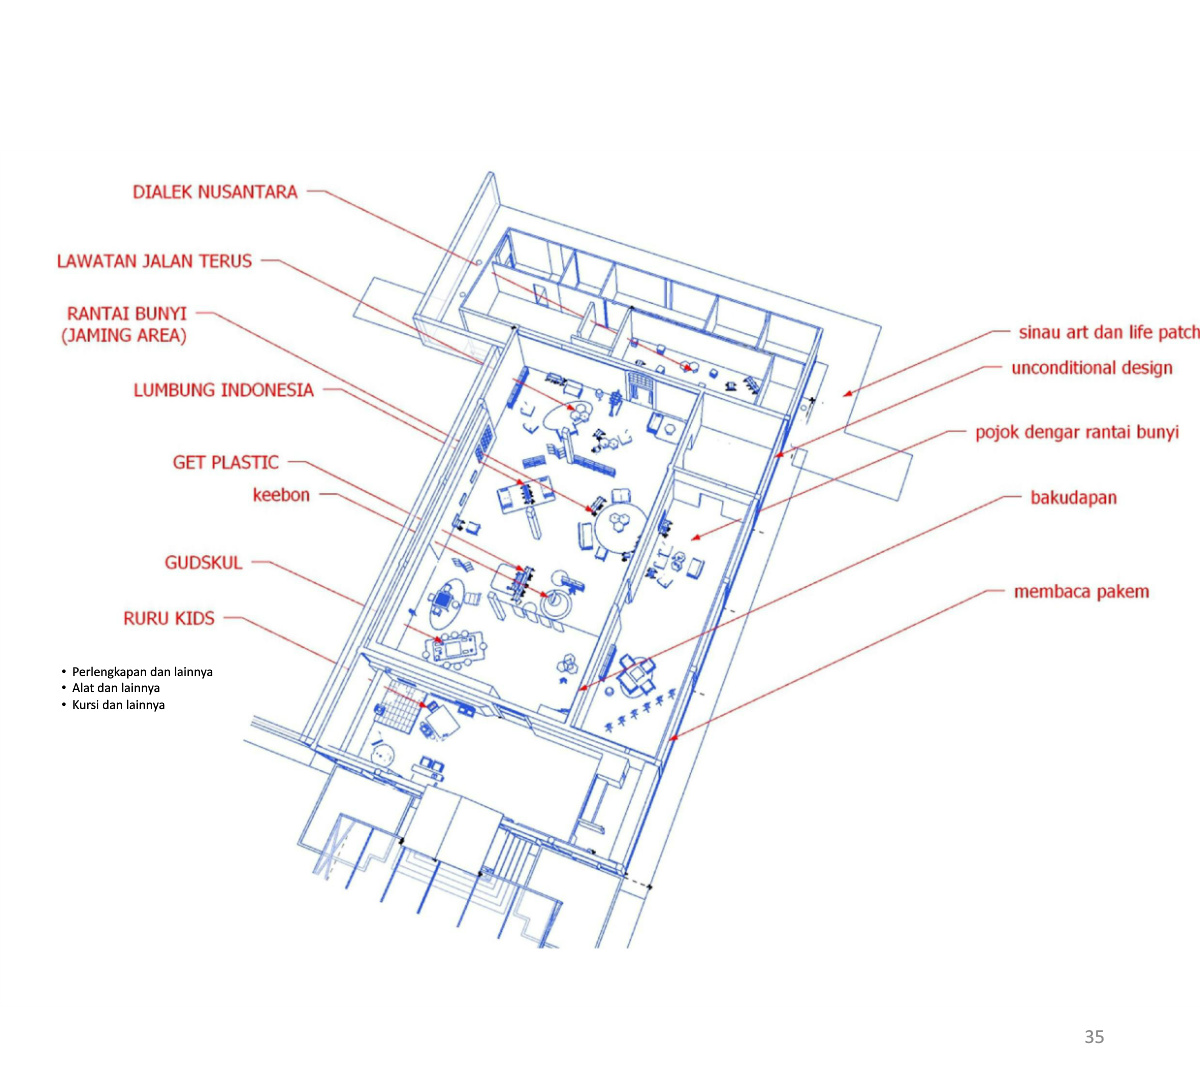 DIALEK NUSANTARA
LAWATAN JALAN TERUS
RANTAI BUNYI
(JAMING AREA)
LUMBUNG INDONESIA
GET PLASTIC
keebon
GUDSKUL
RURU KIDS
• Perlengkapan dan lainnya
• Alat dan lainnya
• Kursi dan lainnya
sinau art dan life patch
unconditional design
pojok dengar rantai bunyi
bakudapan
membaca pakem
35